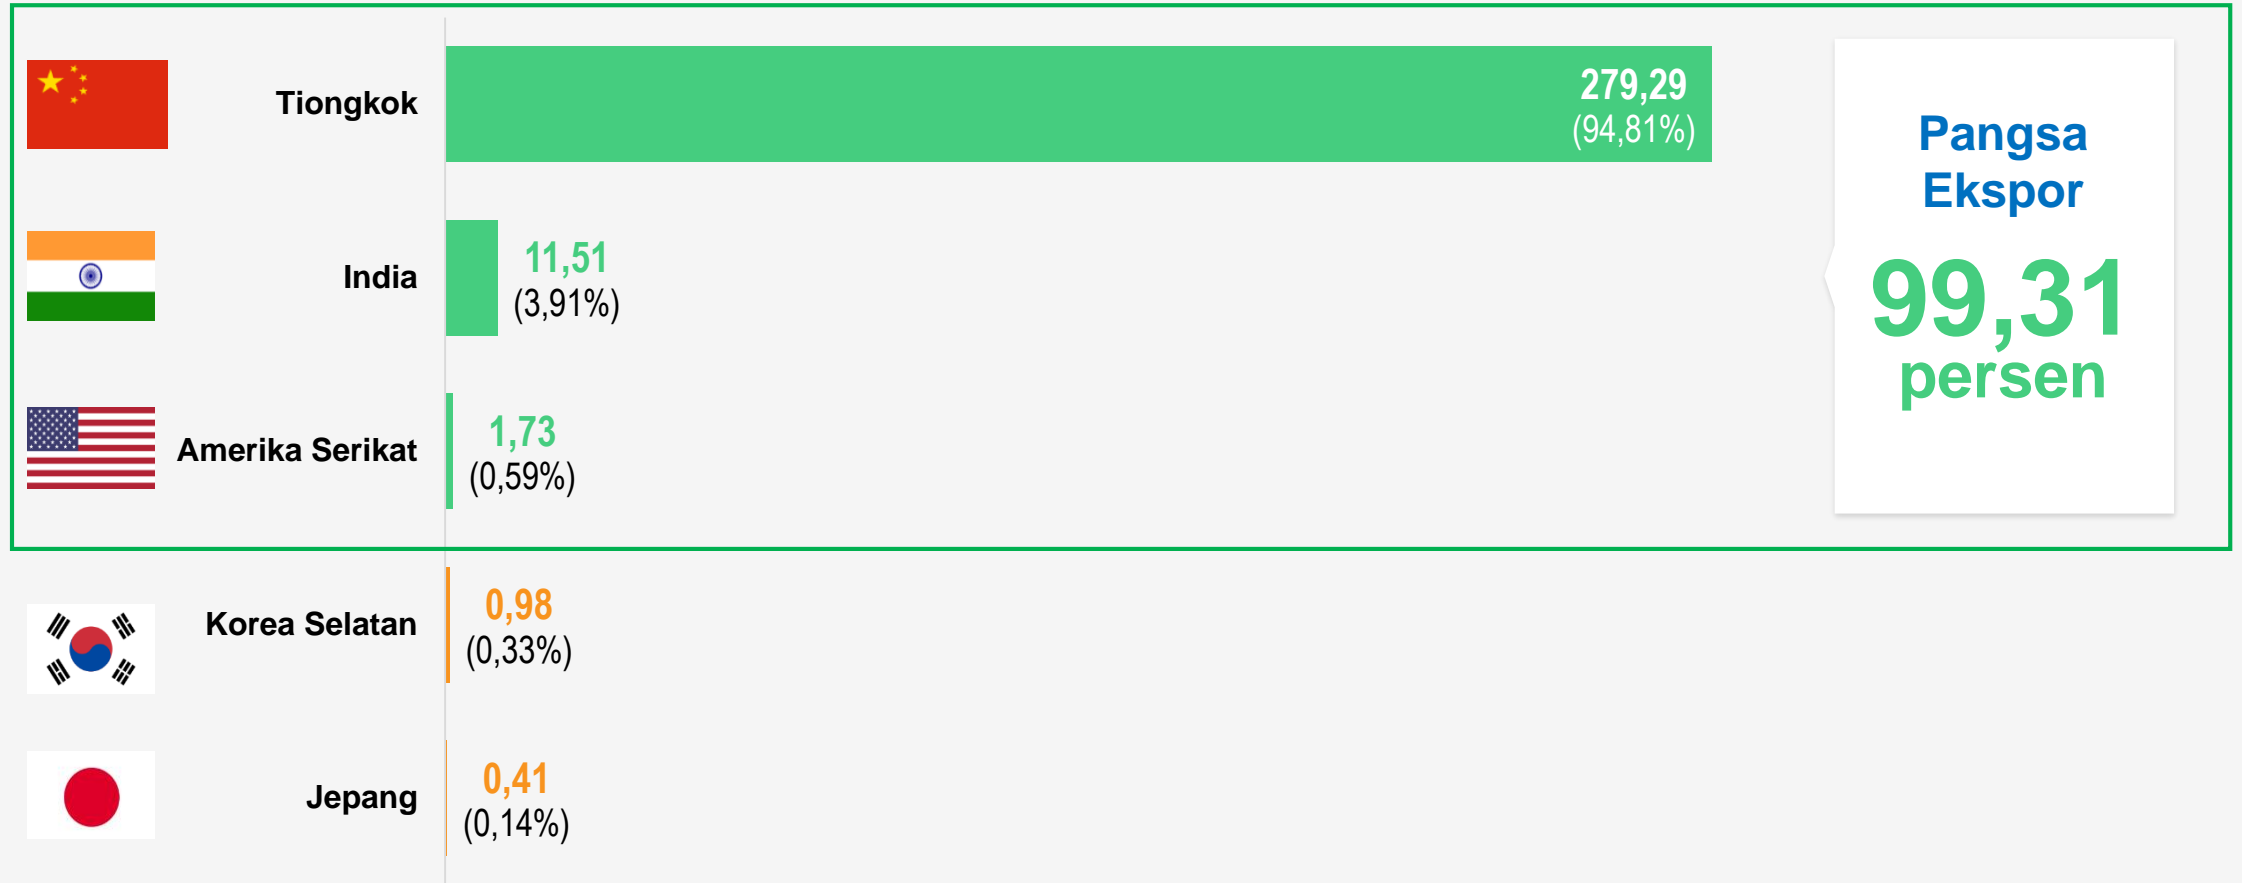 Tiongkok
279,29
(94,81%)
India
11,51
(3,91%)
Amerika Serikat
1,73
(0,59%)
Pangsa
Ekspor
99,31
persen
Korea Selatan
0,98
(0,33%)
Jepang
0,41
(0,14%)